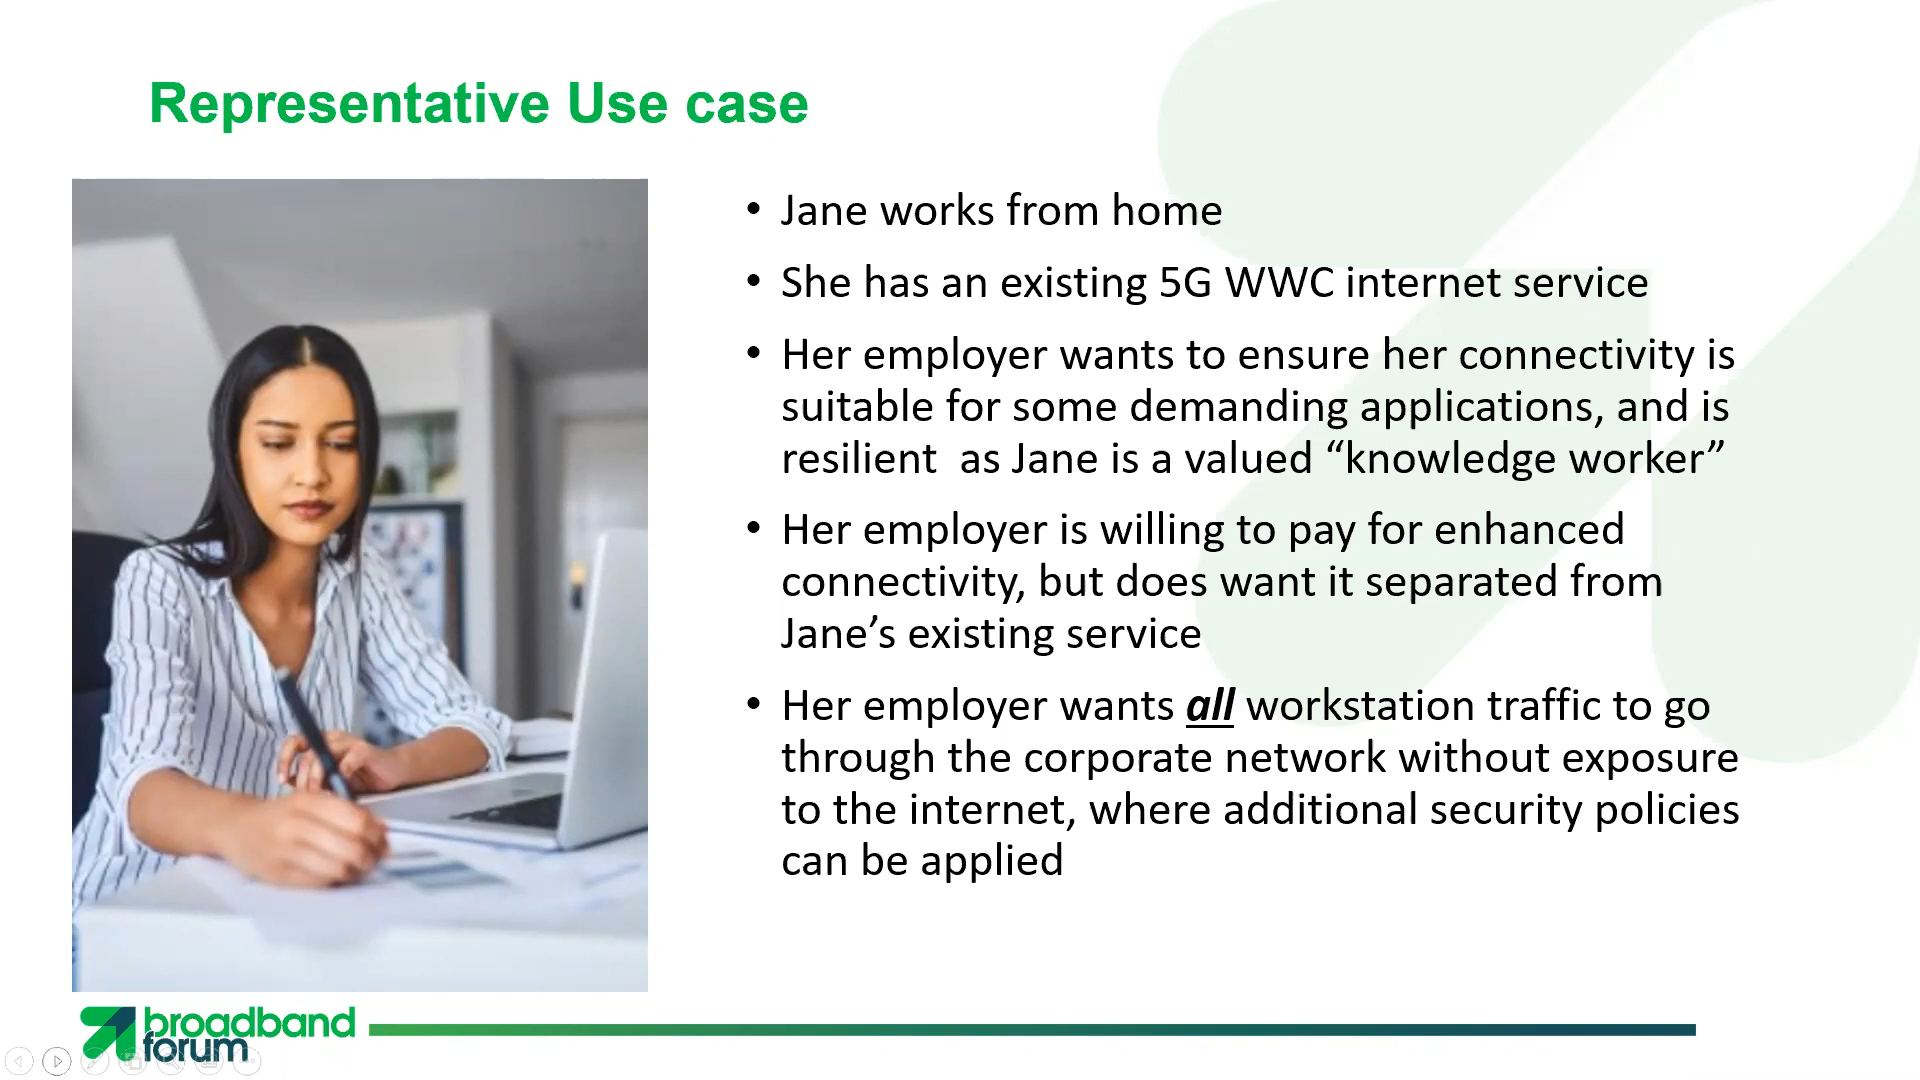 Representative Use case
• Jane works from home
• She has an existing 5G WWC internet service
• Her employer wants to ensure her connectivity is
suitable for some demanding applications, and is
resilient  as Jane is a valued “knowledge worker”
• Her employer is willing to pay for enhanced
connectivity, but does want it separated from
Jane’s existing service
• Her employer wants all workstation traffic to go
through the corporate network without exposure
to the internet, where additional security policies
can be applied
broadband
forum